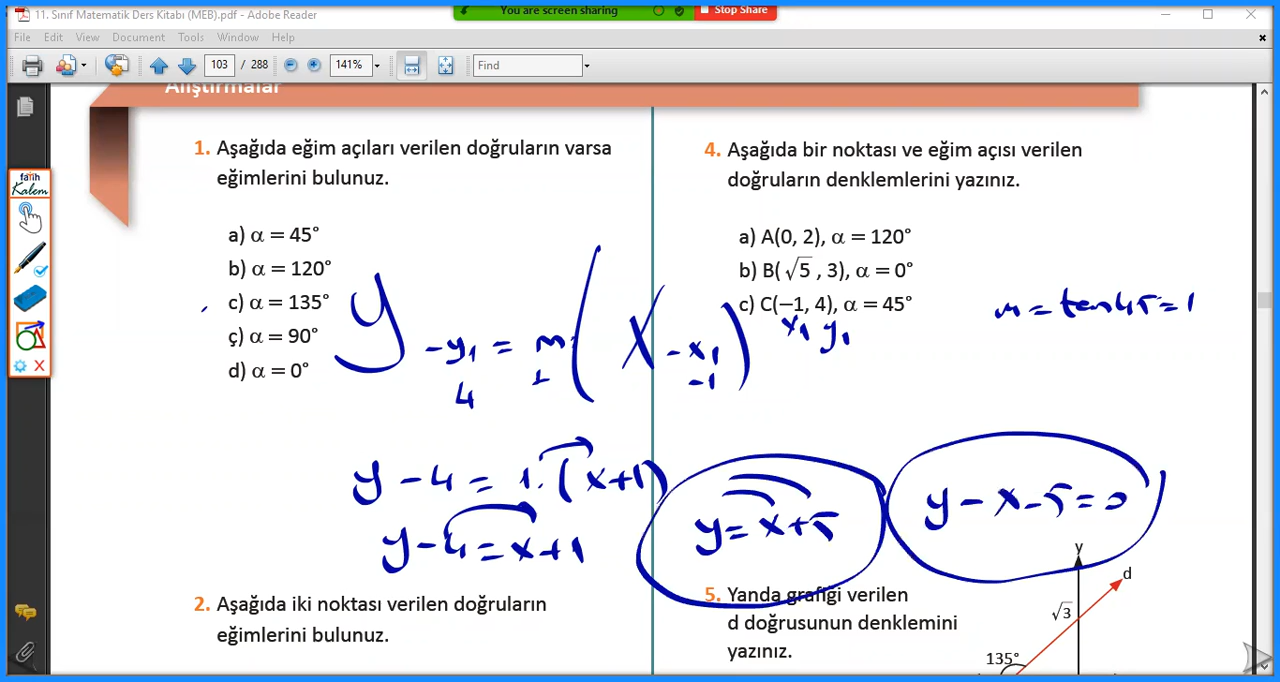 11. Sınıf Matematik Ders Kitabı (MEB).pdf - Adobe Reader
You are screen sharing
Stop Share
File Edit View Document Tools Window Help
103 / 288 141% Find
Alıştırmalar
fatih
Kalem
1. Aşağıda eğim açıları verilen doğruların varsa
eğimlerini bulunuz.
a) α = 45°
b) α = 120°
c) α = 135°
ç) α = 90°
d) α = 0°
4. Aşağıda bir noktası ve eğim açısı verilen
doğruların denklemlerini yazınız.
a) A(0, 2), α = 120°
b) B(√5 , 3), α = 0°
c) C(−1, 4), α = 45°
x₁ y₁
m = tan45 = 1
y - y₁ = m (x - x₁)
4 1 -1
y - 4 = 1. (x+1)
y - 4 = x + 1
y = x + 5
y - x - 5 = 0
2. Aşağıda iki noktası verilen doğruların
eğimlerini bulunuz.
5. Yanda grafiği verilen
d doğrusunun denklemini
yazınız.
y
d
√3
135°